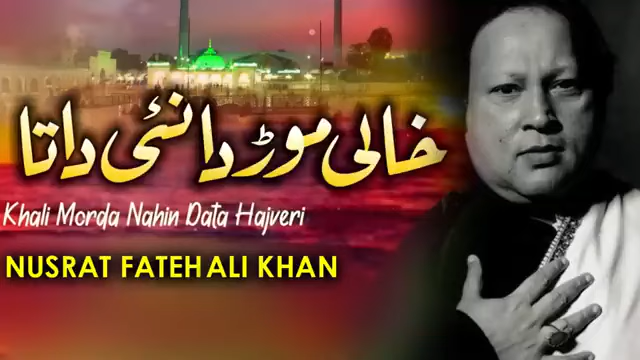 خالی موڑدا نئی داتا
Khali Morda Nahin Data Hajveri
NUSRAT FATEH ALI KHAN